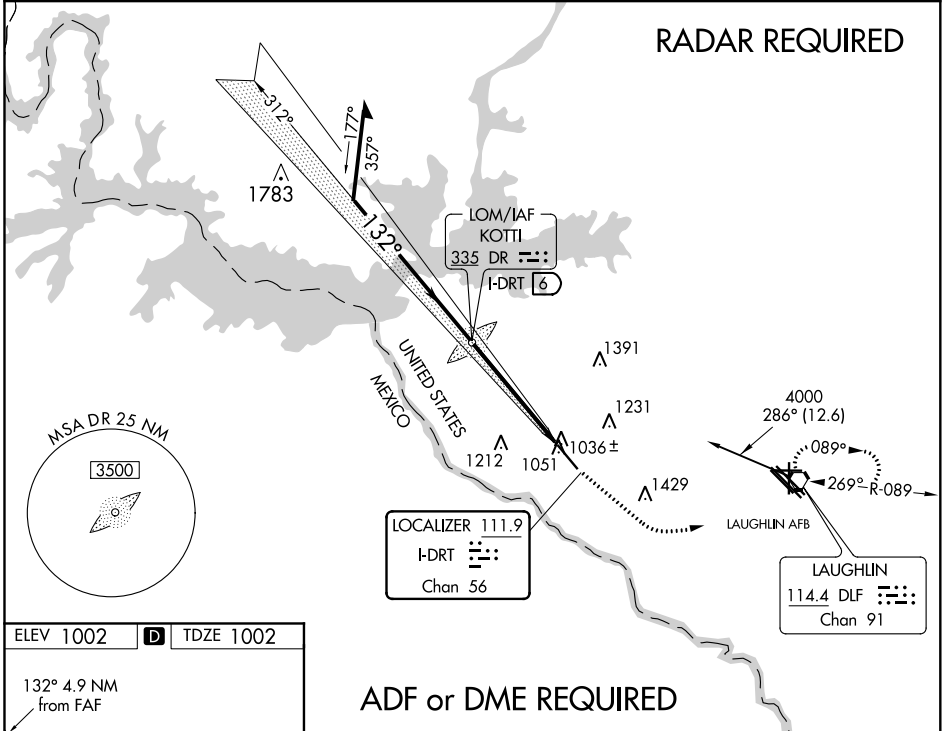 RADAR REQUIRED
312°
177°
357°
1783
132°
LOM/IAF
KOTTI
335 DR
I-DRT 6
UNITED STATES
MEXICO
1391
1231
1212
1051
1036±
1429
4000
286° (12.6)
089°
269° R-089
LAUGHLIN AFB
MSA DR 25 NM
3500
LOCALIZER 111.9
I-DRT
Chan 56
LAUGHLIN
114.4 DLF
Chan 91
ELEV 1002 D TDZE 1002
132° 4.9 NM
from FAF
ADF or DME REQUIRED